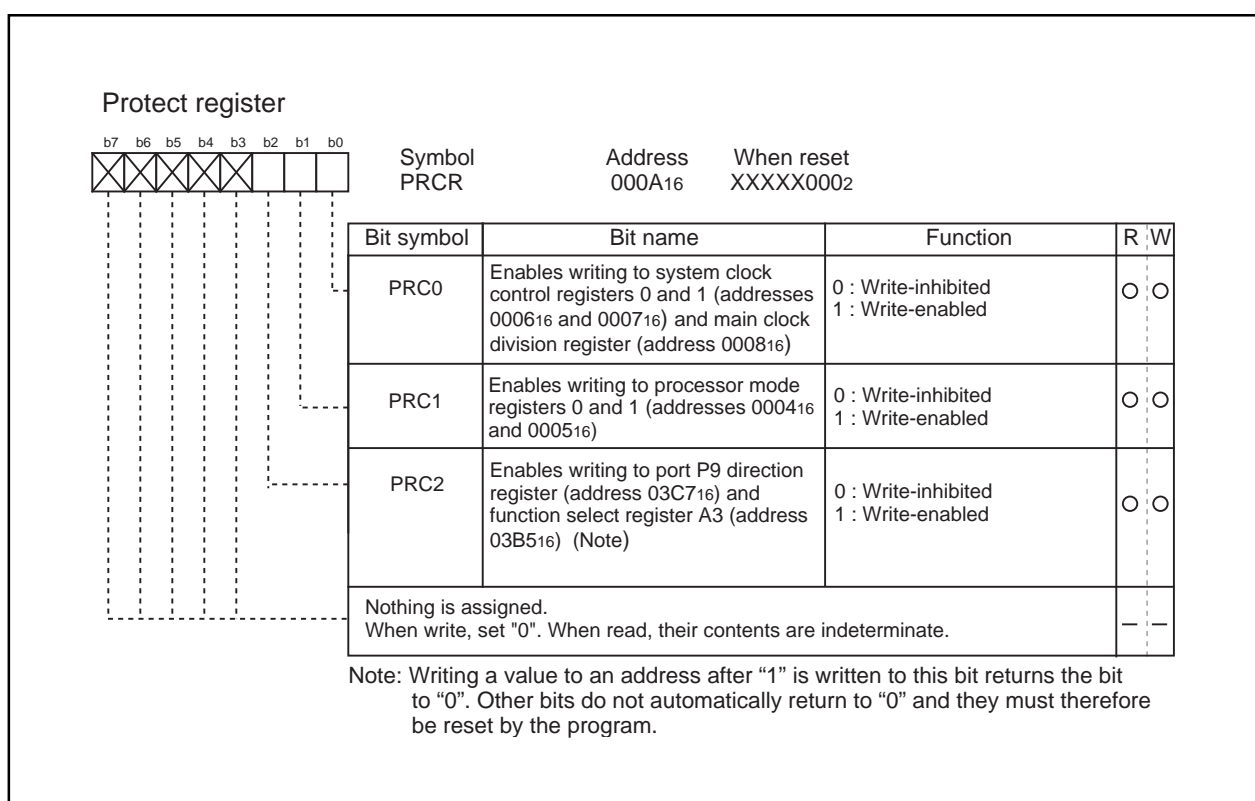 Protect register
b7 b6 b5 b4 b3 b2 b1 b0
Symbol Address When reset
PRCR 000A16 XXXXX0002
Bit symbol Bit name Function R W
PRC0 Enables writing to system clock control registers 0 and 1 (addresses 000616 and 000716) and main clock division register (address 000816) 0 : Write-inhibited 1 : Write-enabled O O
PRC1 Enables writing to processor mode registers 0 and 1 (addresses 000416 and 000516) 0 : Write-inhibited 1 : Write-enabled O O
PRC2 Enables writing to port P9 direction register (address 03C716) and function select register A3 (address 03B516) (Note) 0 : Write-inhibited 1 : Write-enabled O O
Nothing is assigned.
When write, set "0". When read, their contents are indeterminate. – –
Note: Writing a value to an address after “1” is written to this bit returns the bit
to “0”. Other bits do not automatically return to “0” and they must therefore
be reset by the program.